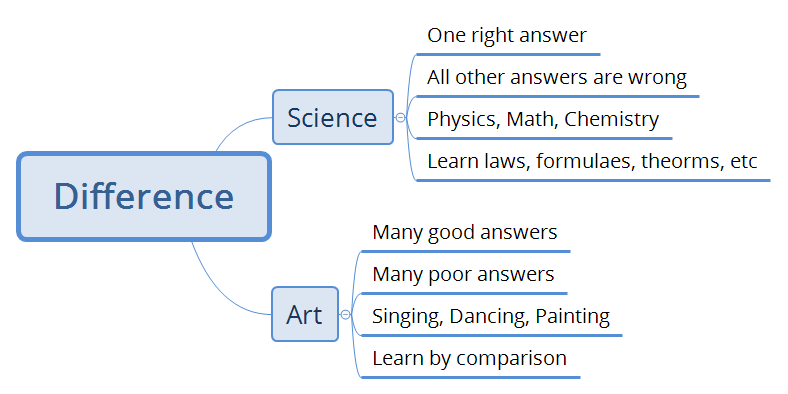 Difference
Science
One right answer
All other answers are wrong
Physics, Math, Chemistry
Learn laws, formulaes, theorms, etc
Art
Many good answers
Many poor answers
Singing, Dancing, Painting
Learn by comparison